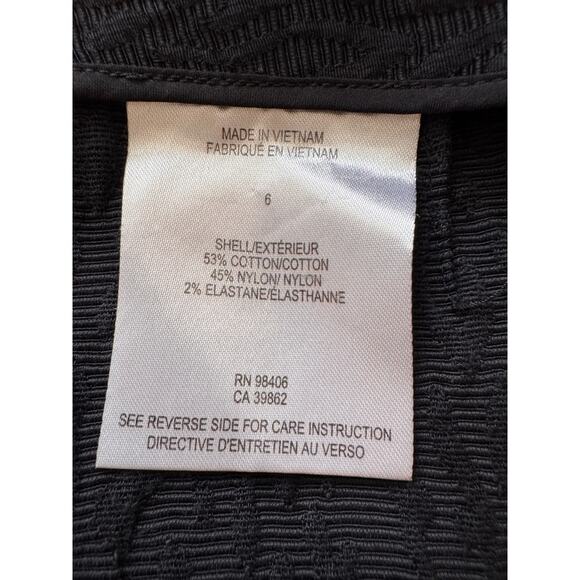 MADE IN VIETNAM
FABRIQUÉ EN VIETNAM
6
SHELL/EXTÉRIEUR
53% COTTON/COTTON
45% NYLON/ NYLON
2% ELASTANE/ÉLASTHANNE
RN 98406
CA 39862
SEE REVERSE SIDE FOR CARE INSTRUCTION
DIRECTIVE D'ENTRETIEN AU VERSO